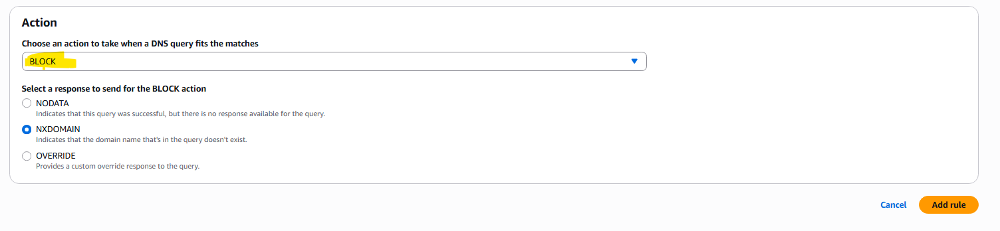 Action
Choose an action to take when a DNS query fits the matches
BLOCK
Select a response to send for the BLOCK action
NODATA
Indicates that this query was successful, but there is no response available for the query.
NXDOMAIN
Indicates that the domain name that's in the query doesn't exist.
OVERRIDE
Provides a custom override response to the query.
Cancel Add rule